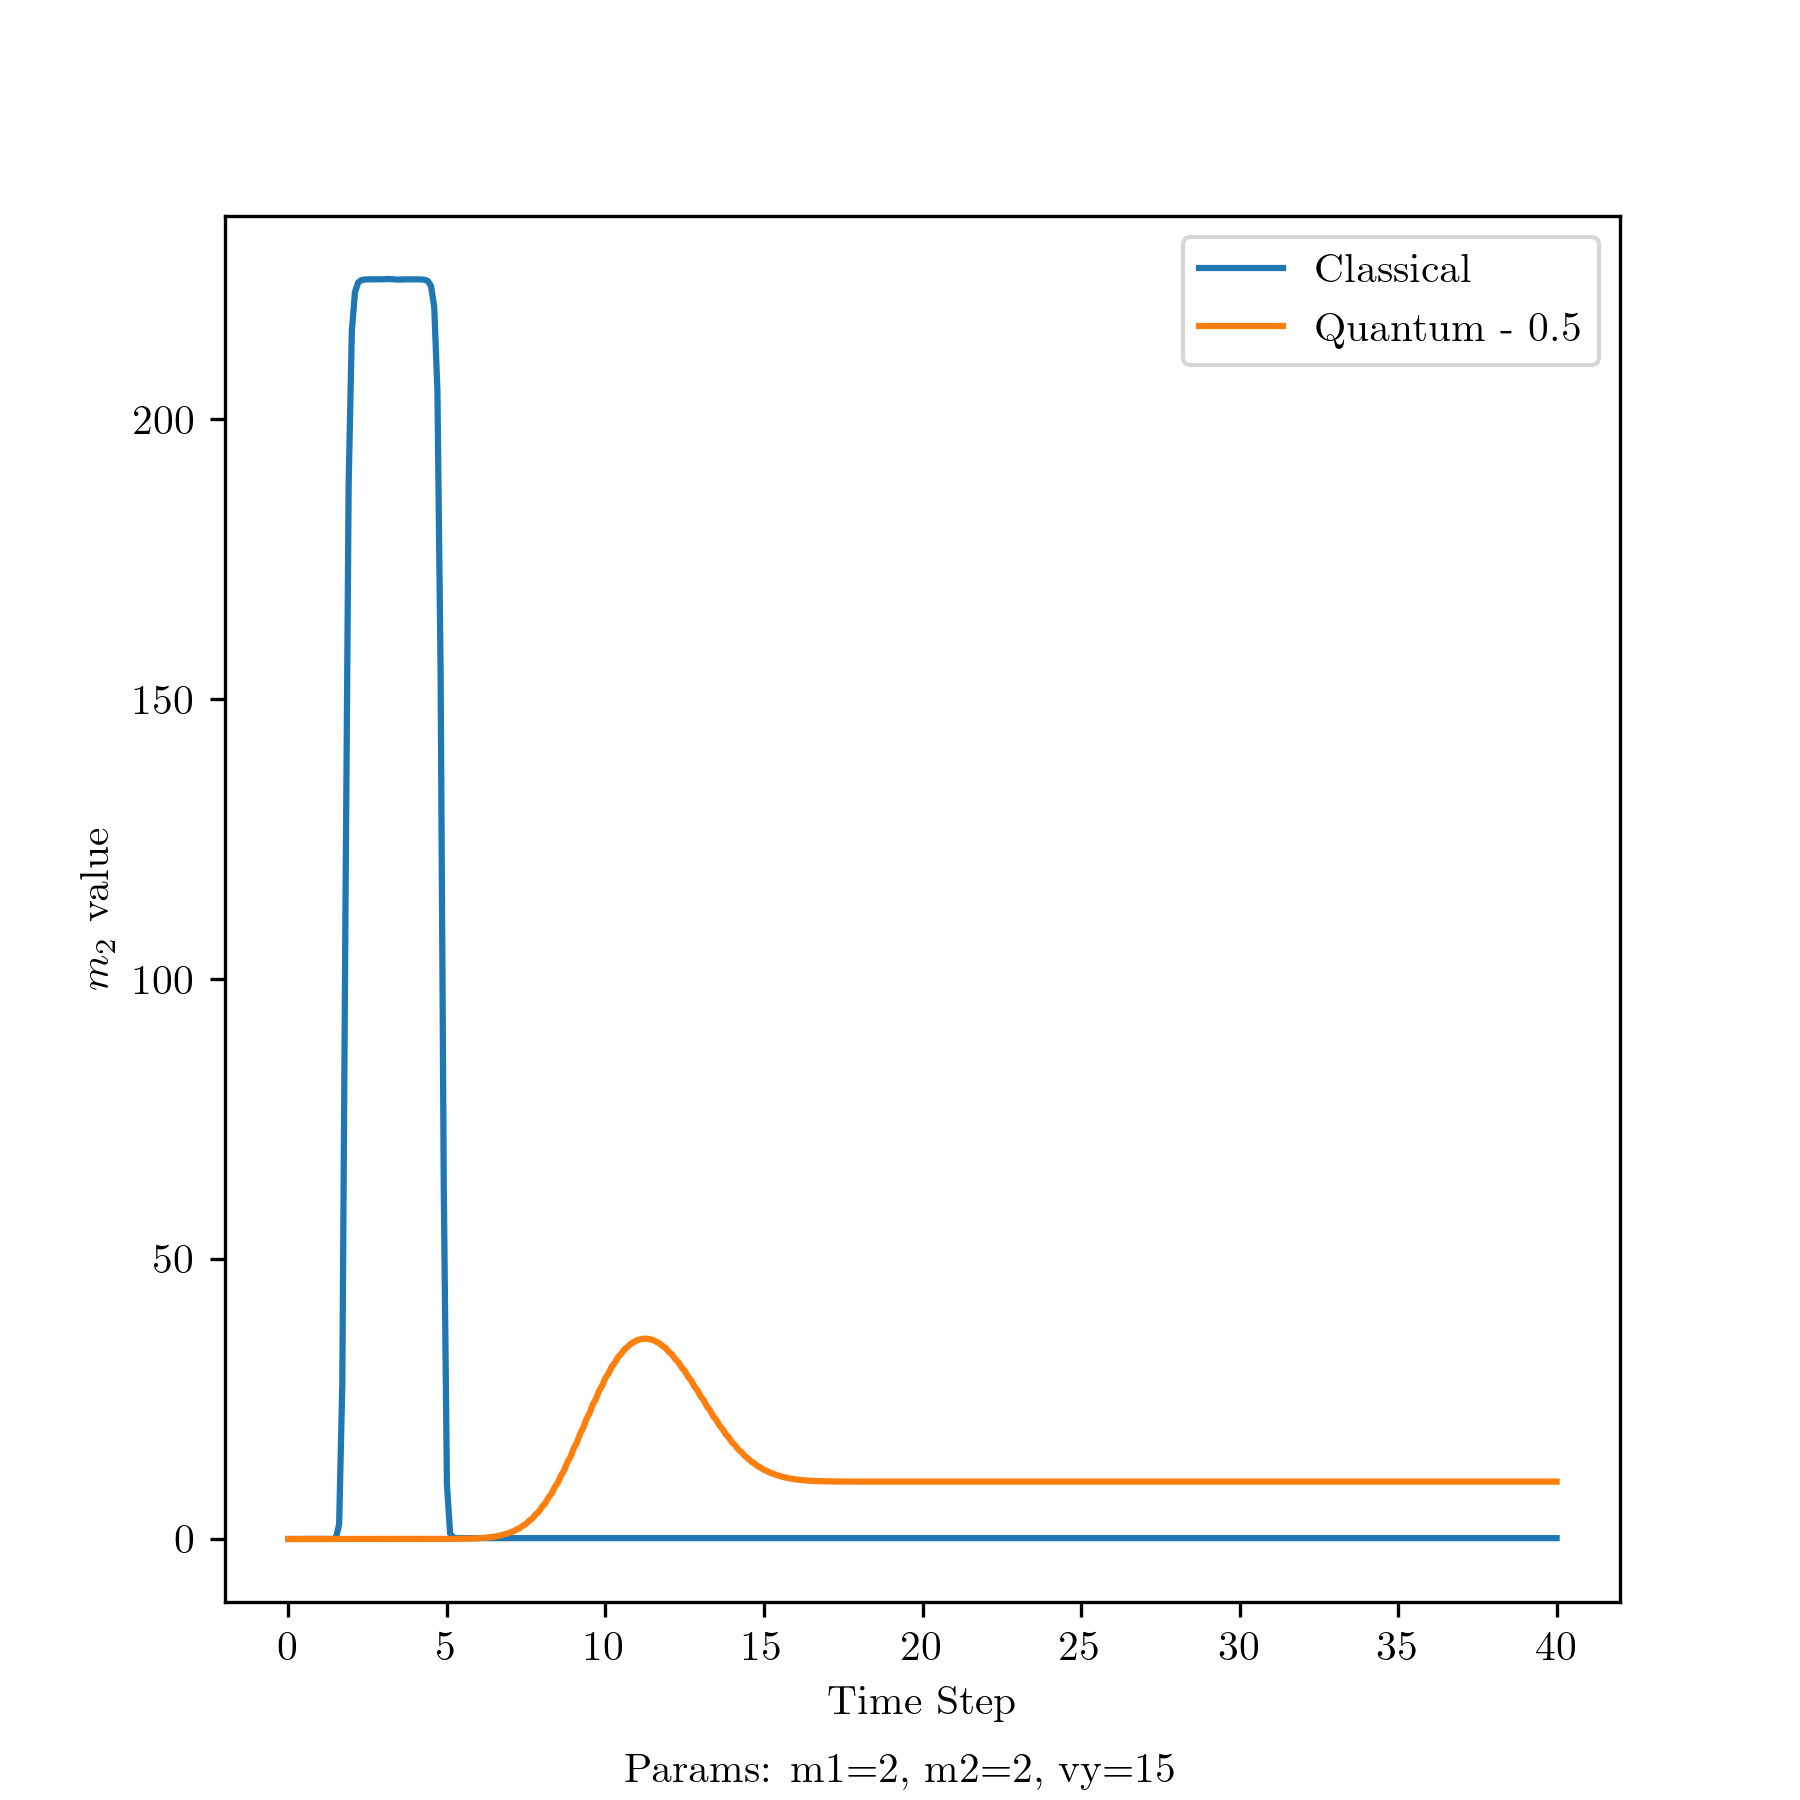 Classical
Quantum - 0.5
200
150
100
50
0
m₂ value
0 5 10 15 20 25 30 35 40
Time Step
Params: m1=2, m2=2, vy=15